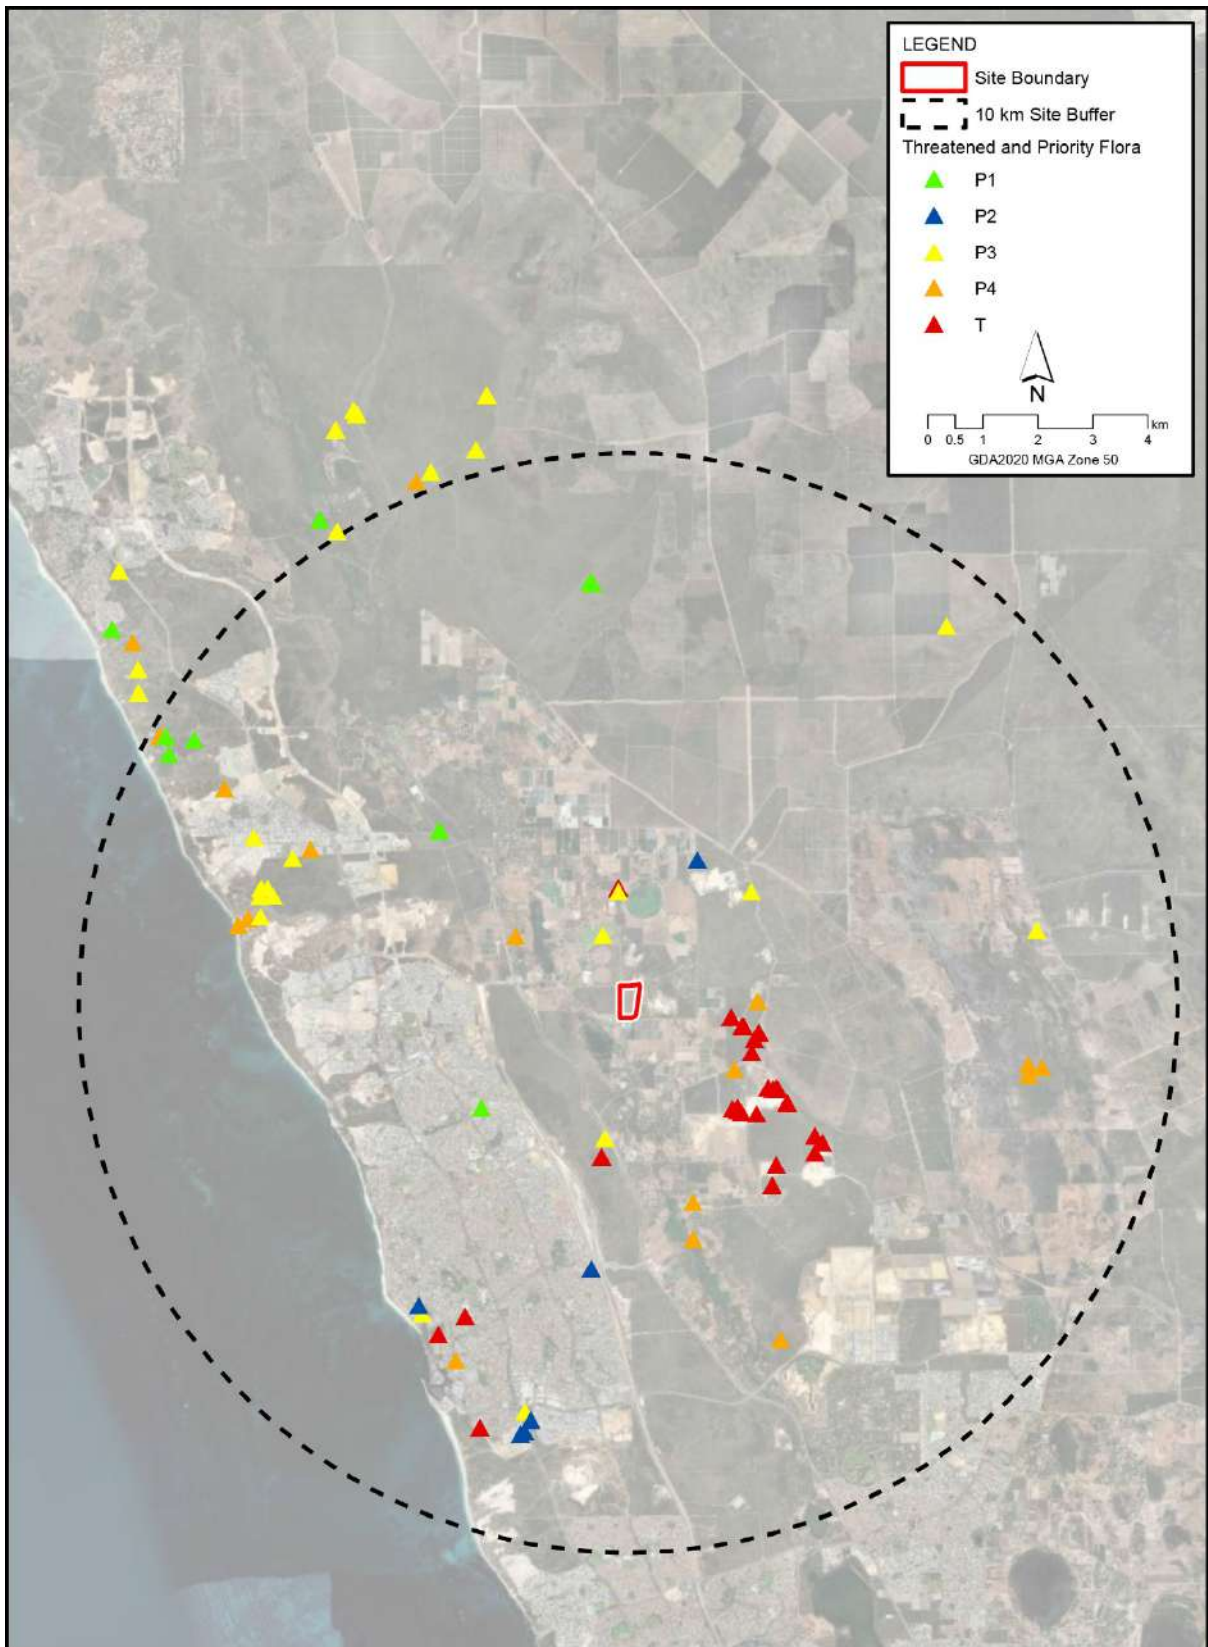 LEGEND
Site Boundary
10 km Site Buffer
Threatened and Priority Flora
P1
P2
P3
P4
T
N
km
0 0.5 1 2 3 4
GDA2020 MGA Zone 50